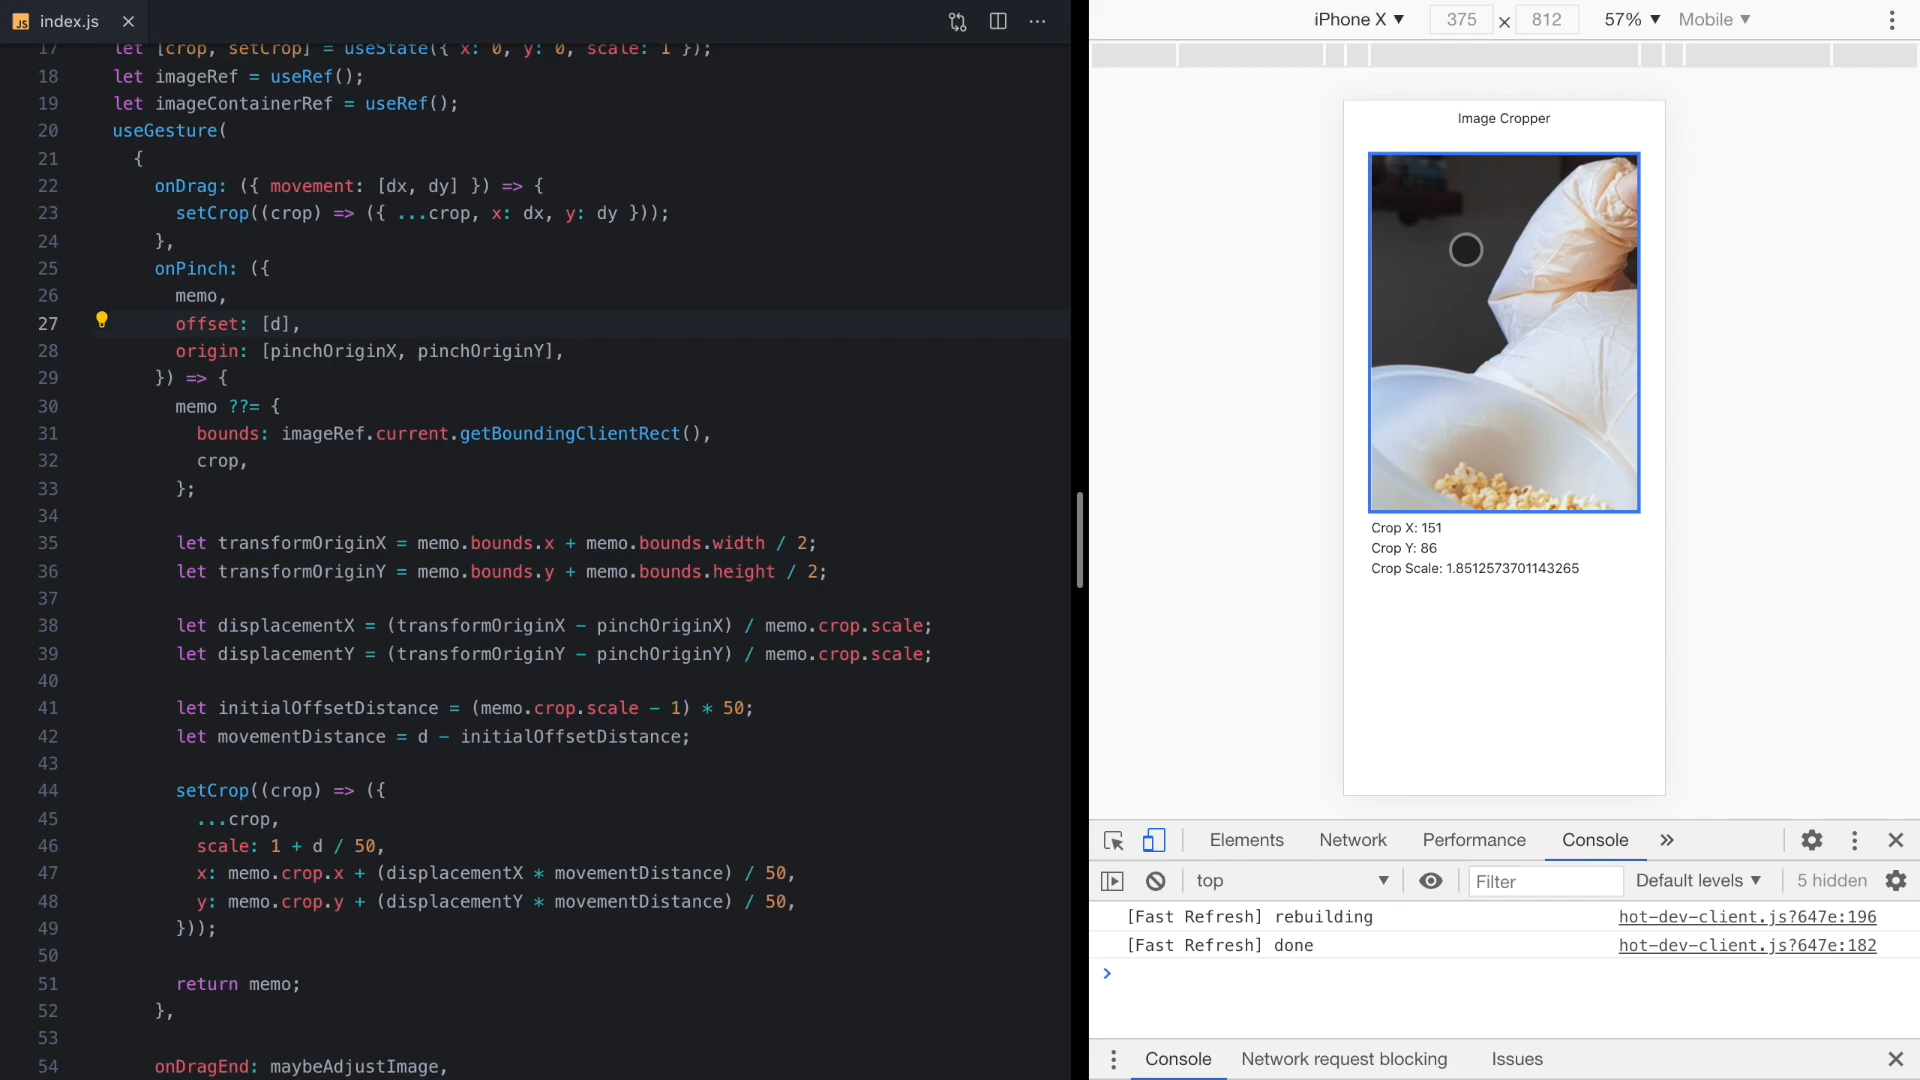 JS index.js
17 let [crop, setCrop] = useState({ x: 0, y: 0, scale: 1 });
18 let imageRef = useRef();
19 let imageContainerRef = useRef();
20 useGesture(
21 {
22 onDrag: ({ movement: [dx, dy] }) => {
23 setCrop((crop) => ({ ...crop, x: dx, y: dy }));
24 },
25 onPinch: ({
26 memo,
27 offset: [d],
28 origin: [pinchOriginX, pinchOriginY],
29 }) => {
30 memo ??= {
31 bounds: imageRef.current.getBoundingClientRect(),
32 crop,
33 };
34
35 let transformOriginX = memo.bounds.x + memo.bounds.width / 2;
36 let transformOriginY = memo.bounds.y + memo.bounds.height / 2;
37
38 let displacementX = (transformOriginX - pinchOriginX) / memo.crop.scale;
39 let displacementY = (transformOriginY - pinchOriginY) / memo.crop.scale;
40
41 let initialOffsetDistance = (memo.crop.scale - 1) * 50;
42 let movementDistance = d - initialOffsetDistance;
43
44 setCrop((crop) => ({
45 ...crop,
46 scale: 1 + d / 50,
47 x: memo.crop.x + (displacementX * movementDistance) / 50,
48 y: memo.crop.y + (displacementY * movementDistance) / 50,
49 }));
50
51 return memo;
52 },
53
54 onDragEnd: maybeAdjustImage,
iPhone X ▼ 375 × 812 57% ▼ Mobile ▼
Image Cropper
Crop X: 151
Crop Y: 86
Crop Scale: 1.8512573701143265
Elements Network Performance Console »
top ▼ Filter Default levels ▼ 5 hidden
[Fast Refresh] rebuilding hot-dev-client.js?647e:196
[Fast Refresh] done hot-dev-client.js?647e:182
>
Console Network request blocking Issues